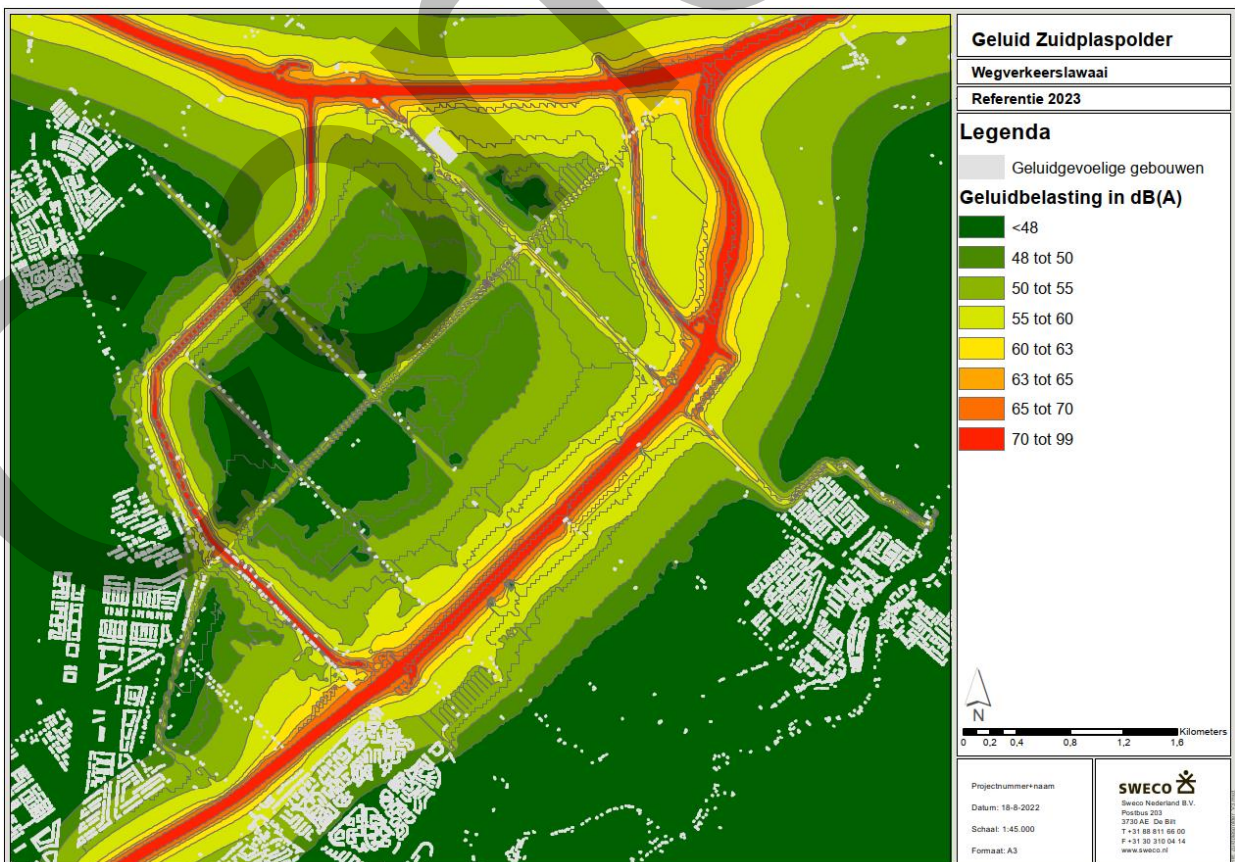 Geluid Zuidplaspolder
Wegverkeerslawaai
Referentie 2023
Legenda
Geluidgevoelige gebouwen
Geluidbelasting in dB(A)
<48
48 tot 50
50 tot 55
55 tot 60
60 tot 63
63 tot 65
65 tot 70
70 tot 99
N
Kilometers
0 0,2 0,4 0,8 1,2 1,6
Projectnummer+naam
Datum: 18-8-2022
Schaal: 1:45.000
Formaat: A3
SWECO
Sweco Nederland B.V.
Postbus 203
3730 AE De Bilt
T +31 88 811 66 00
F +31 30 310 04 14
www.sweco.nl